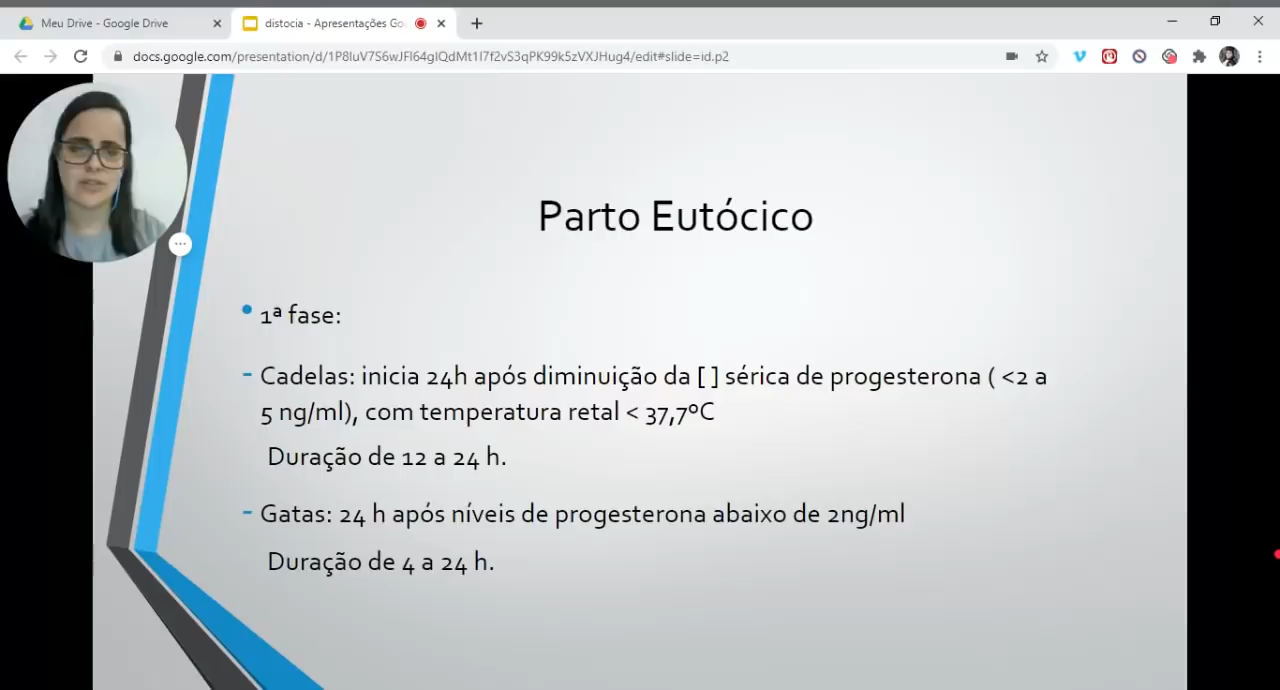 Meu Drive - Google Drive
distocia - Apresentações Go
docs.google.com/presentation/d/1P8IuV7S6wJFl64gIQdMt1I7f2vS3qPK99k5zVXJHug4/edit#slide=id.p2
Parto Eutócico
• 1ª fase:
- Cadelas: inicia 24h após diminuição da [ ] sérica de progesterona ( <2 a
5 ng/ml), com temperatura retal < 37,7ºC
Duração de 12 a 24 h.
- Gatas: 24 h após níveis de progesterona abaixo de 2ng/ml
Duração de 4 a 24 h.